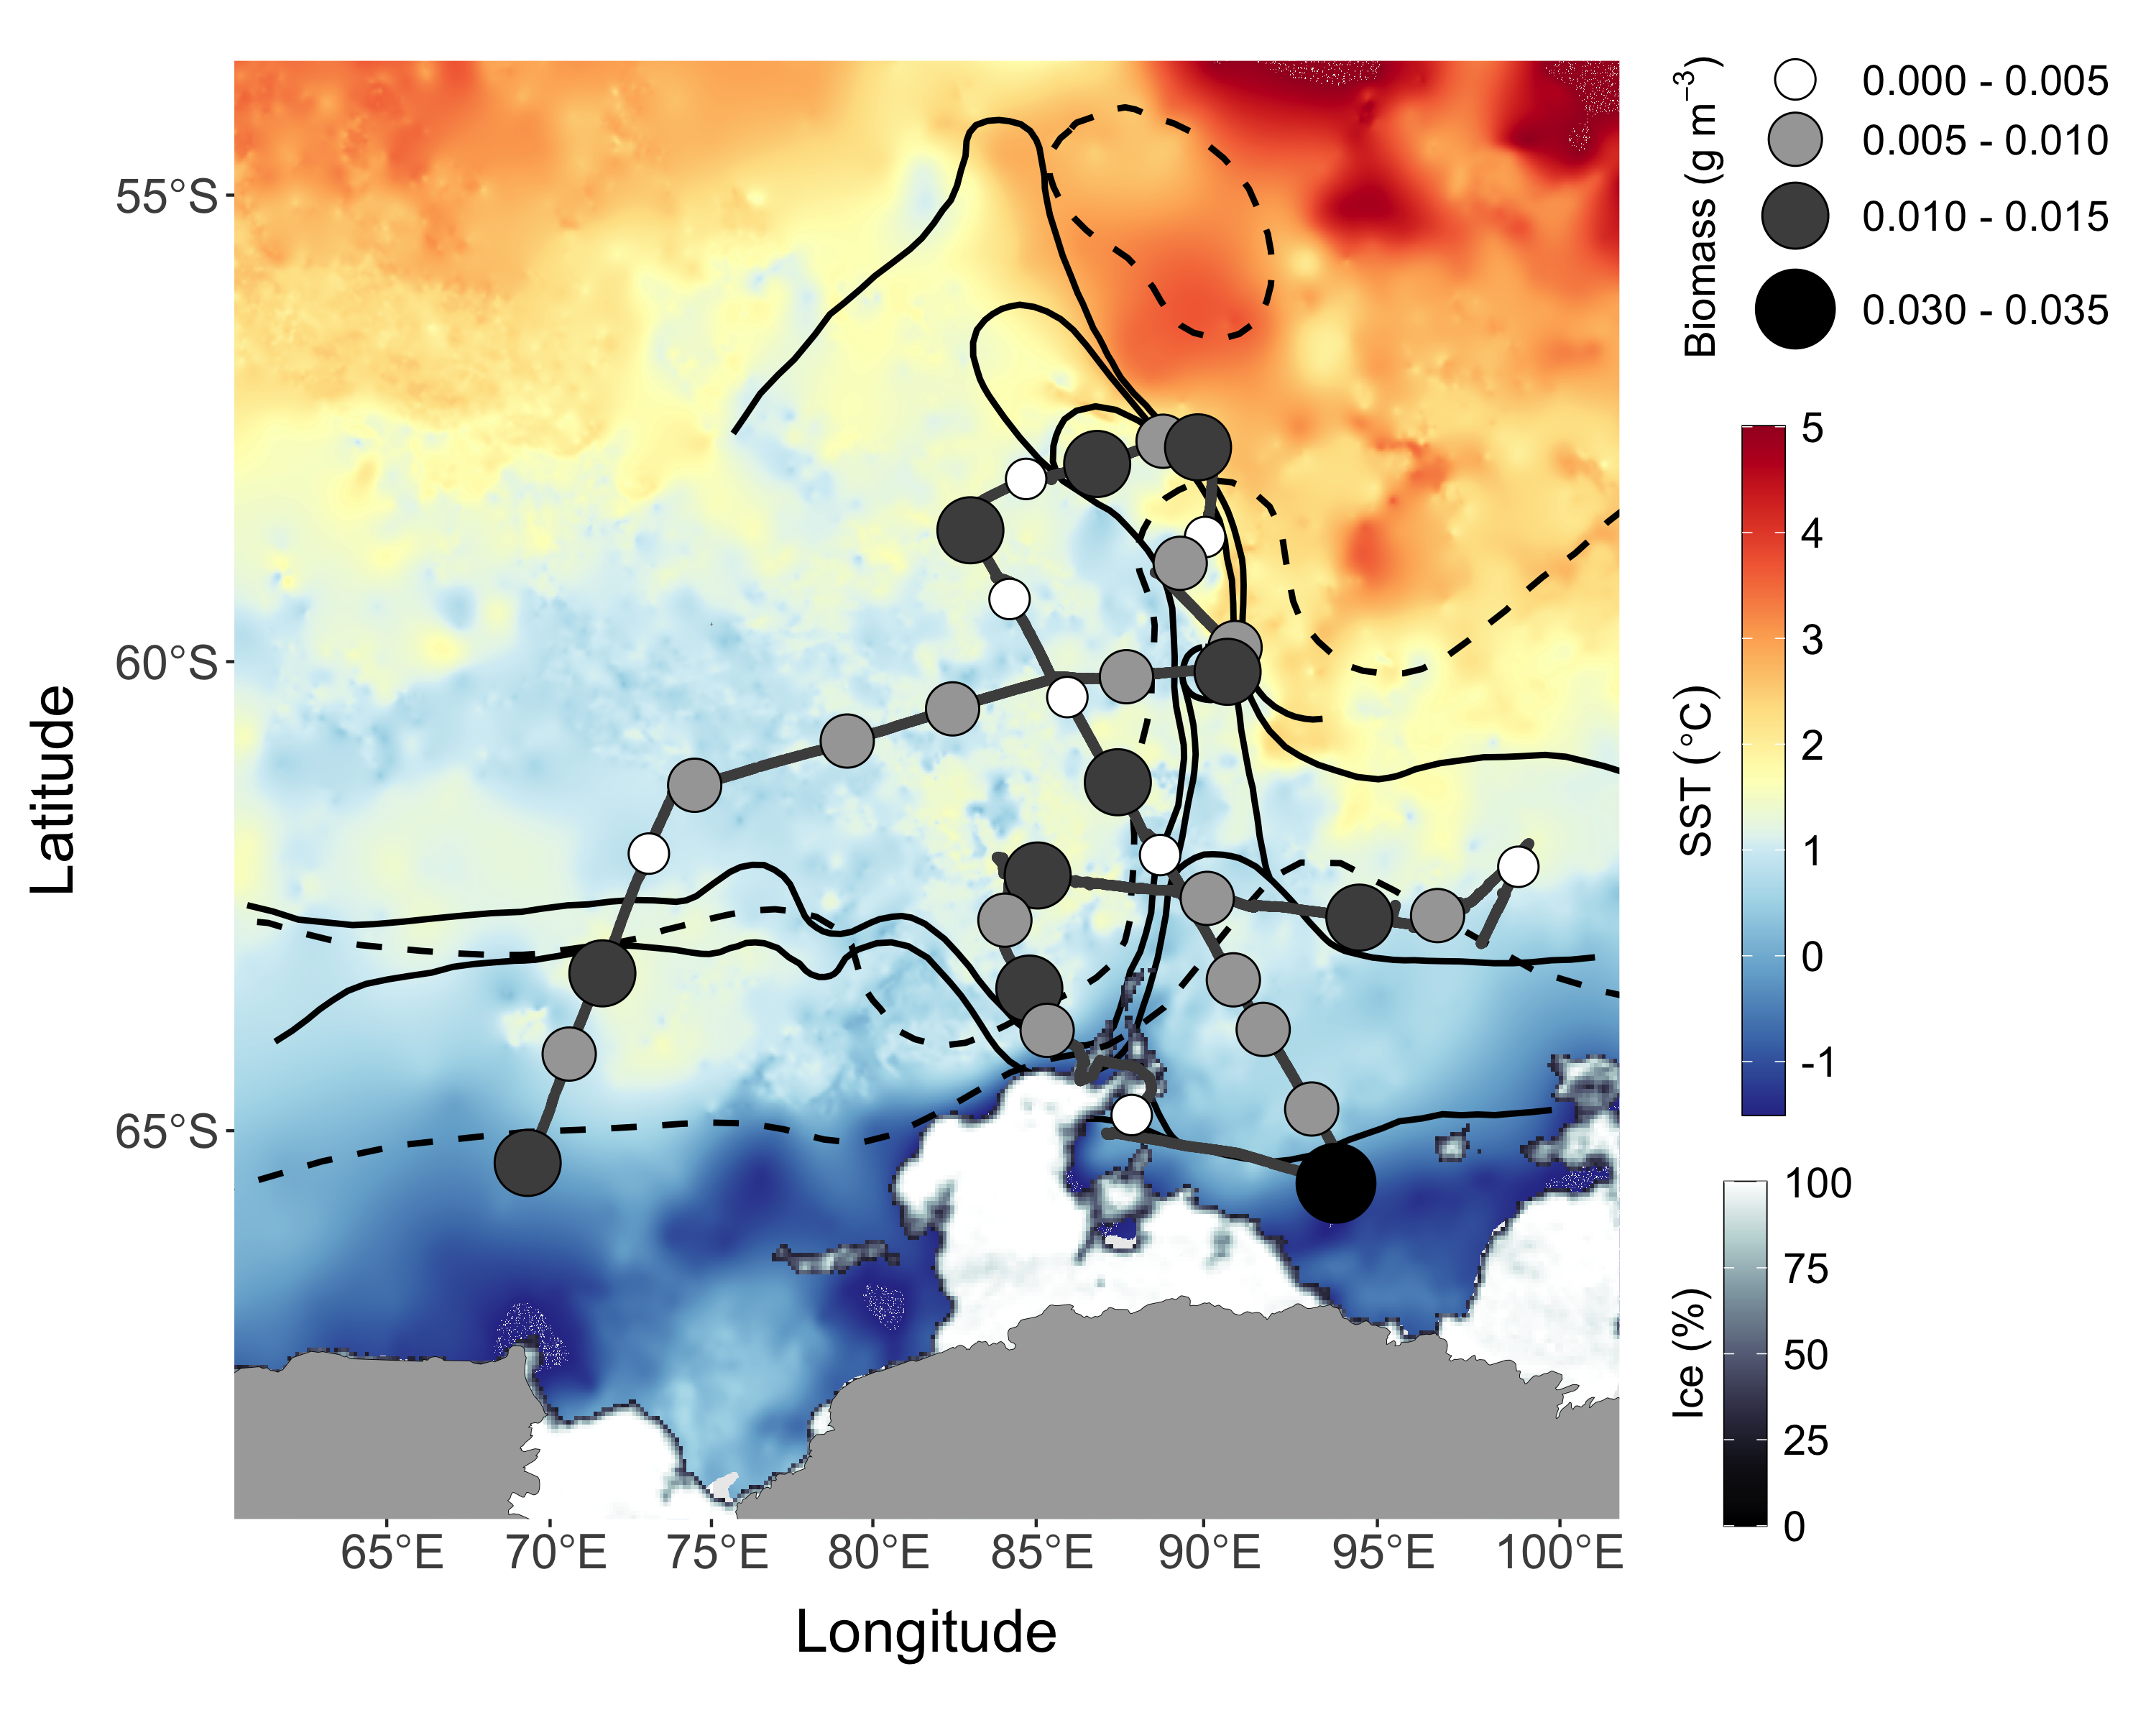 55°S
60°S
65°S
Latitude
65°E 70°E 75°E 80°E 85°E 90°E 95°E 100°E
Longitude
Biomass (g m⁻³)
0.000 - 0.005
0.005 - 0.010
0.010 - 0.015
0.030 - 0.035
SST (°C)
5
4
3
2
1
0
-1
Ice (%)
100
75
50
25
0